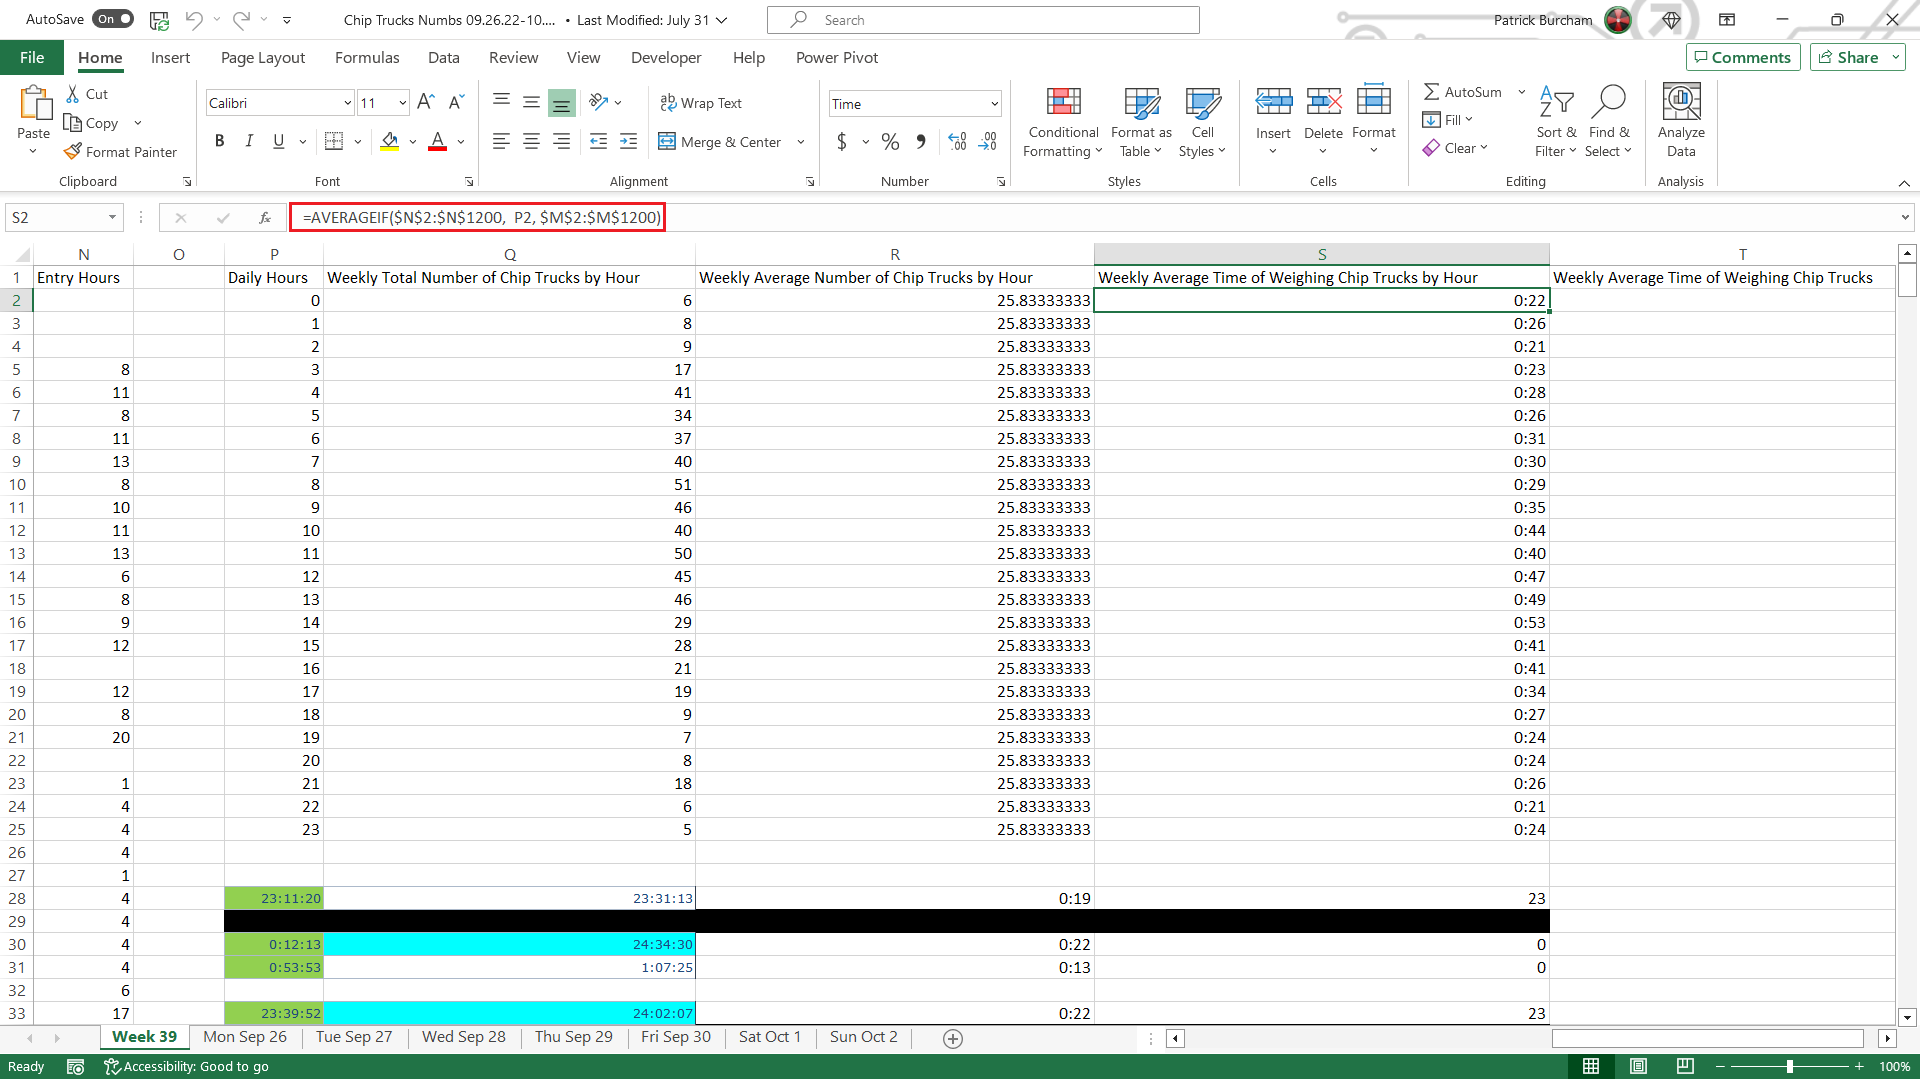 AutoSave On Chip Trucks Numbs 09.26.22-10.... • Last Modified: July 31 Search Patrick Burcham
File Home Insert Page Layout Formulas Data Review View Developer Help Power Pivot Comments Share
Paste Cut Copy Format Painter Clipboard
Calibri 11 B I U A Font
ab Wrap Text Merge & Center Alignment
Time $ % Number
Conditional Formatting Format as Table Cell Styles Styles
Insert Delete Format Cells
AutoSum Fill Clear Sort & Filter Find & Select Editing
Analyze Data Analysis
S2 fx =AVERAGEIF($N$2:$N$1200, P2, $M$2:$M$1200)
N O P Q R S T
1 Entry Hours Daily Hours Weekly Total Number of Chip Trucks by Hour Weekly Average Number of Chip Trucks by Hour Weekly Average Time of Weighing Chip Trucks by Hour Weekly Average Time of Weighing Chip Trucks
2 0 6 25.83333333 0:22
3 1 8 25.83333333 0:26
4 2 9 25.83333333 0:21
5 8 3 17 25.83333333 0:23
6 11 4 41 25.83333333 0:28
7 8 5 34 25.83333333 0:26
8 11 6 37 25.83333333 0:31
9 13 7 40 25.83333333 0:30
10 8 8 51 25.83333333 0:29
11 10 9 46 25.83333333 0:35
12 11 10 40 25.83333333 0:44
13 13 11 50 25.83333333 0:40
14 6 12 45 25.83333333 0:47
15 8 13 46 25.83333333 0:49
16 9 14 29 25.83333333 0:53
17 12 15 28 25.83333333 0:41
18 16 21 25.83333333 0:41
19 12 17 19 25.83333333 0:34
20 8 18 9 25.83333333 0:27
21 20 19 7 25.83333333 0:24
22 20 8 25.83333333 0:24
23 1 21 18 25.83333333 0:26
24 4 22 6 25.83333333 0:21
25 4 23 5 25.83333333 0:24
26 4
27 1
28 4 23:11:20 23:31:13 0:19 23
29 4
30 4 0:12:13 24:34:30 0:22 0
31 4 0:53:53 1:07:25 0:13 0
32 6
33 17 23:39:52 24:02:07 0:22 23
Week 39 Mon Sep 26 Tue Sep 27 Wed Sep 28 Thu Sep 29 Fri Sep 30 Sat Oct 1 Sun Oct 2
Ready Accessibility: Good to go 100%